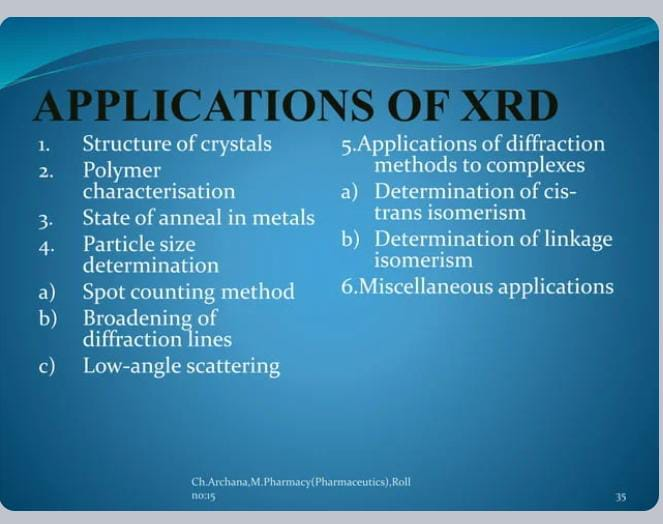 APPLICATIONS OF XRD
1. Structure of crystals
2. Polymer
characterisation
3. State of anneal in metals
4. Particle size
determination
a) Spot counting method
b) Broadening of
diffraction lines
c) Low-angle scattering
5.Applications of diffraction
methods to complexes
a) Determination of cis-
trans isomerism
b) Determination of linkage
isomerism
6.Miscellaneous applications
Ch.Archana,M.Pharmacy(Pharmaceutics),Roll
no:15
35